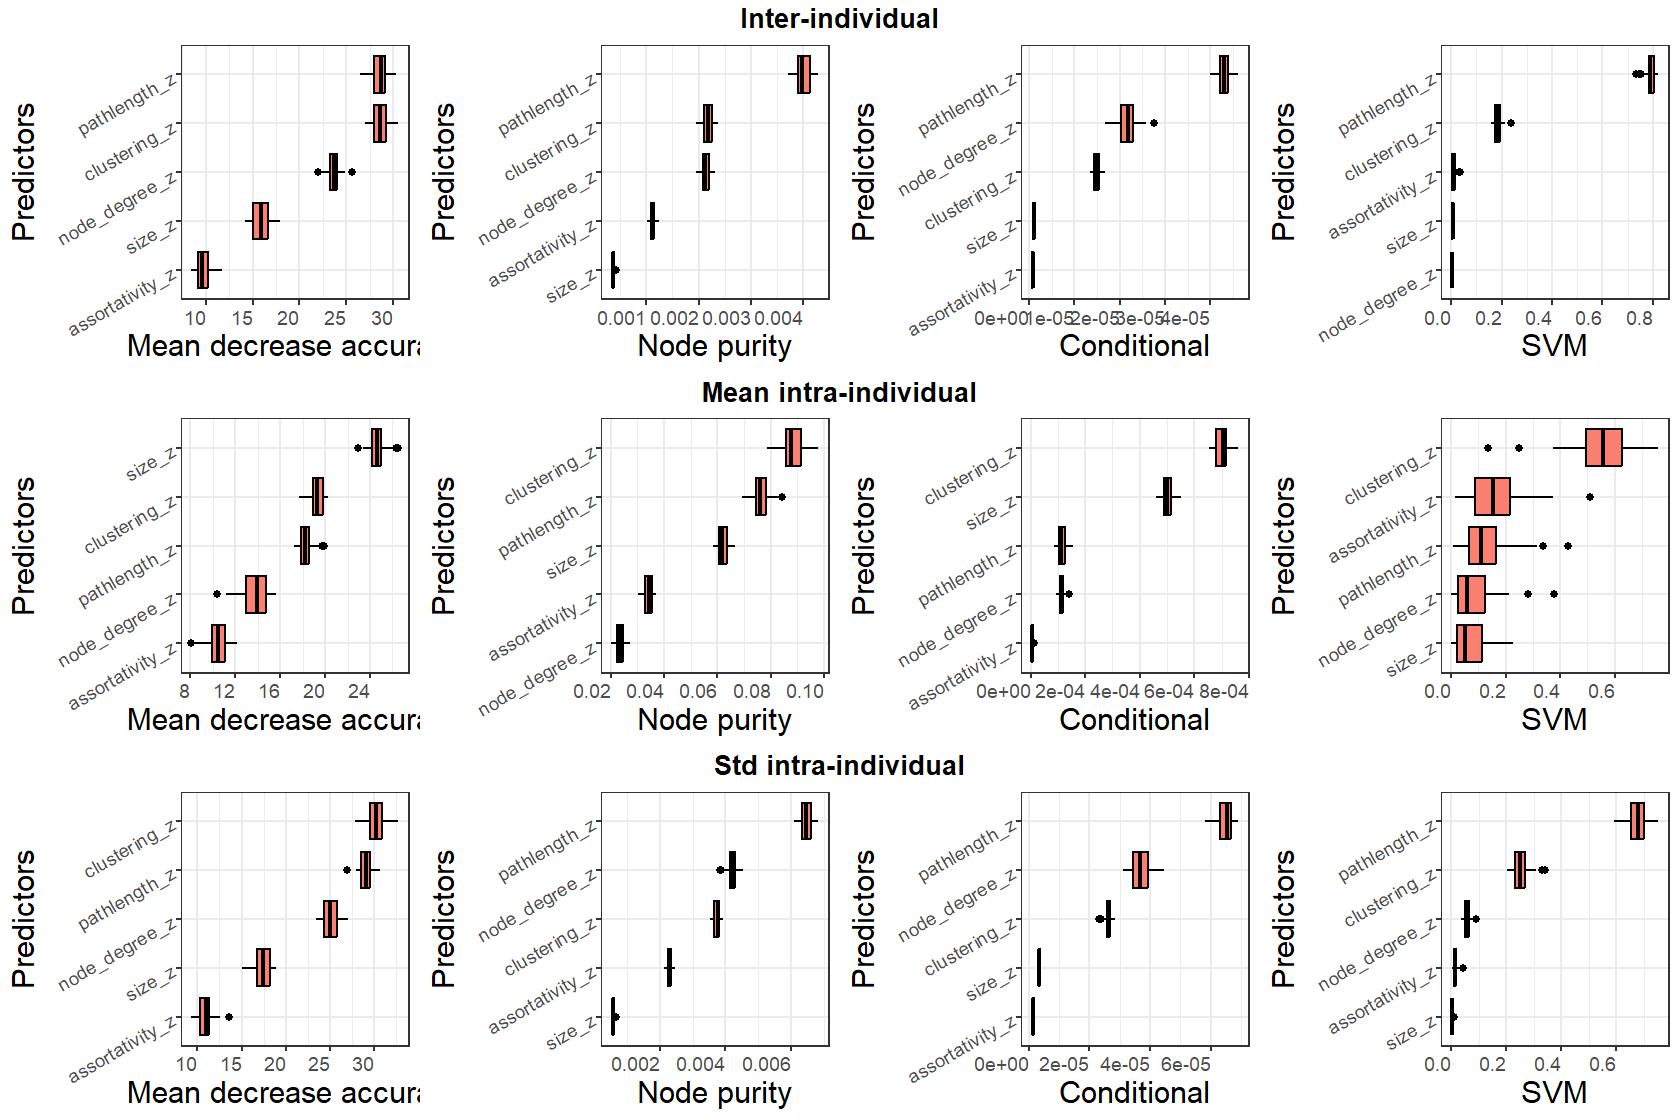 Inter-individual
Predictors
pathlength_z
clustering_z
node_degree_z
size_z
assortativity_z
10 15 20 25 30
Mean decrease accura
Predictors
pathlength_z
clustering_z
node_degree_z
assortativity_z
size_z
0.001 0.002 0.003 0.004
Node purity
Predictors
pathlength_z
node_degree_z
clustering_z
size_z
assortativity_z
0e+00 1e-05 2e-05 3e-05 4e-05
Conditional
Predictors
pathlength_z
clustering_z
assortativity_z
size_z
node_degree_z
0.0 0.2 0.4 0.6 0.8
SVM
Mean intra-individual
Predictors
size_z
clustering_z
pathlength_z
node_degree_z
assortativity_z
8 12 16 20 24
Mean decrease accura
Predictors
clustering_z
pathlength_z
size_z
assortativity_z
node_degree_z
0.02 0.04 0.06 0.08 0.10
Node purity
Predictors
clustering_z
size_z
pathlength_z
node_degree_z
assortativity_z
0e+00 2e-04 4e-04 6e-04 8e-04
Conditional
Predictors
clustering_z
assortativity_z
pathlength_z
node_degree_z
size_z
0.0 0.2 0.4 0.6
SVM
Std intra-individual
Predictors
clustering_z
pathlength_z
node_degree_z
size_z
assortativity_z
10 15 20 25 30
Mean decrease accura
Predictors
pathlength_z
node_degree_z
clustering_z
assortativity_z
size_z
0.002 0.004 0.006
Node purity
Predictors
pathlength_z
node_degree_z
clustering_z
size_z
assortativity_z
0e+00 2e-05 4e-05 6e-05
Conditional
Predictors
pathlength_z
clustering_z
node_degree_z
assortativity_z
size_z
0.0 0.2 0.4 0.6
SVM